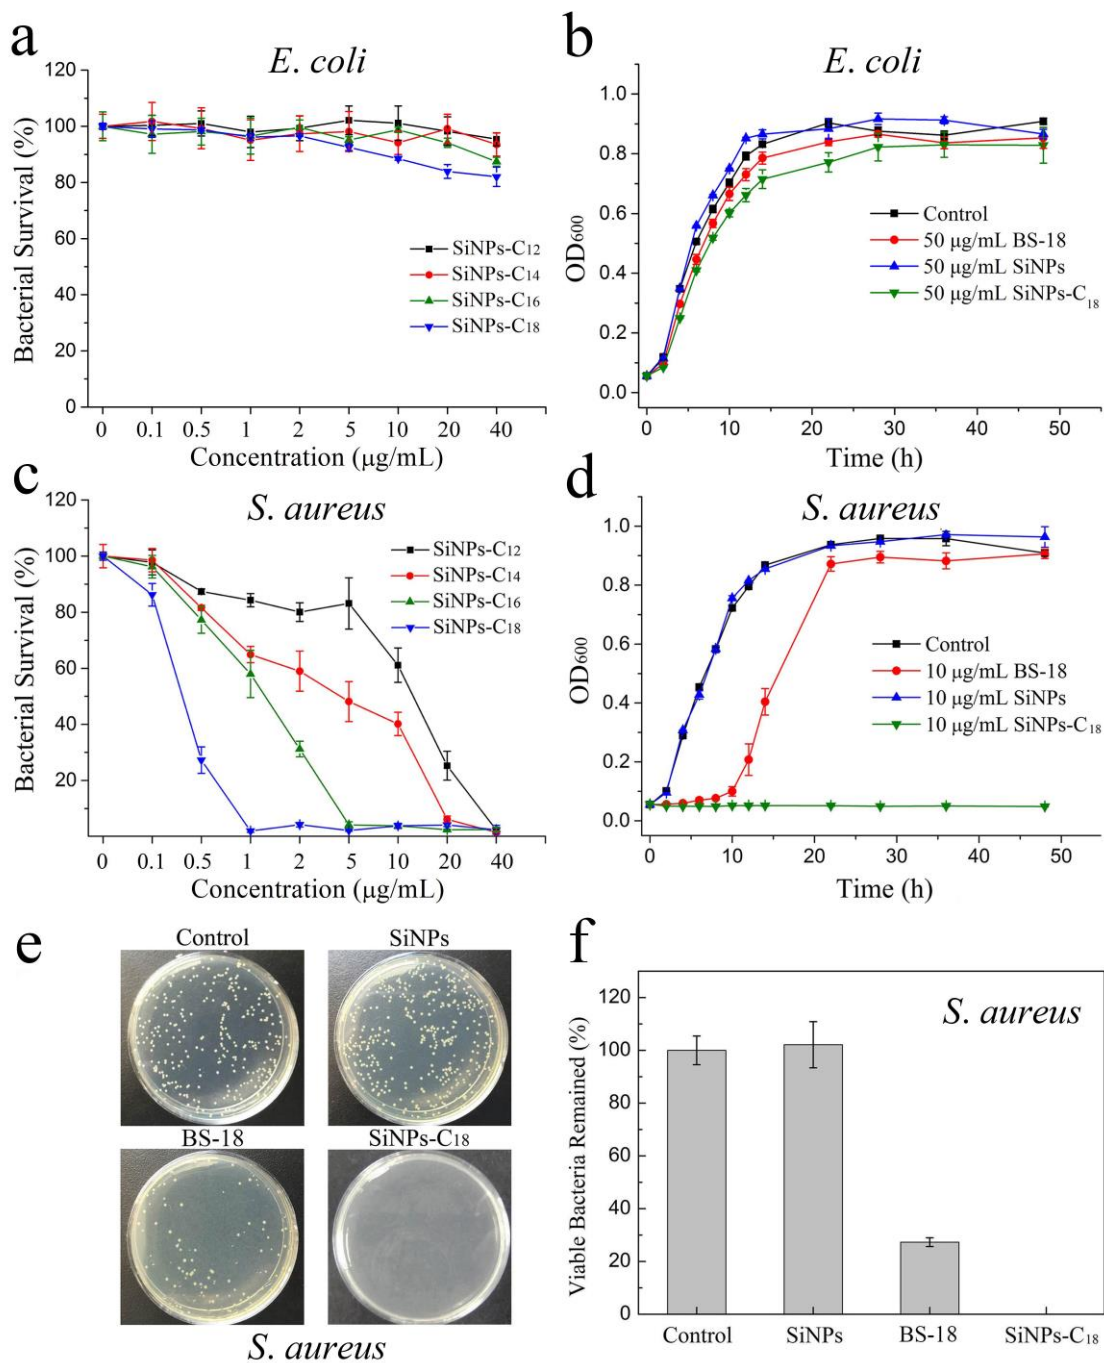 a
E. coli
Bacterial Survival (%)
120
100
80
60
40
20
0
SiNPs-C12
SiNPs-C14
SiNPs-C16
SiNPs-C18
0 0.1 0.5 1 2 5 10 20 40
Concentration (μg/mL)
b
E. coli
OD600
1.0
0.8
0.6
0.4
0.2
0.0
Control
50 μg/mL BS-18
50 μg/mL SiNPs
50 μg/mL SiNPs-C18
0 10 20 30 40 50
Time (h)
c
S. aureus
Bacterial Survival (%)
120
100
80
60
40
20
SiNPs-C12
SiNPs-C14
SiNPs-C16
SiNPs-C18
0 0.1 0.5 1 2 5 10 20 40
Concentration (μg/mL)
d
S. aureus
OD600
1.0
0.8
0.6
0.4
0.2
0.0
Control
10 μg/mL BS-18
10 μg/mL SiNPs
10 μg/mL SiNPs-C18
0 10 20 30 40 50
Time (h)
e
Control SiNPs
BS-18 SiNPs-C18
S. aureus
f
S. aureus
Viable Bacteria Remained (%)
120
100
80
60
40
20
0
Control SiNPs BS-18 SiNPs-C18